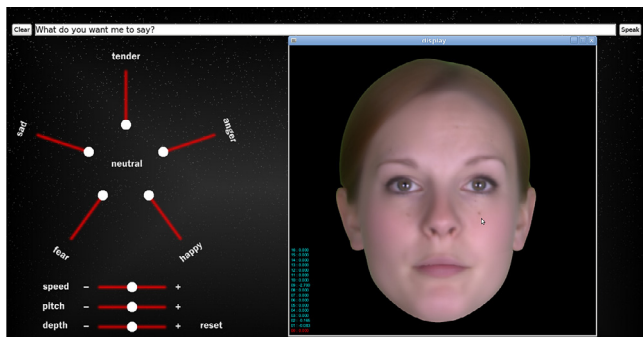 Clear What do you want me to say? Speak
display
tender
sad
anger
neutral
fear
happy
speed - +
pitch - +
depth - + reset